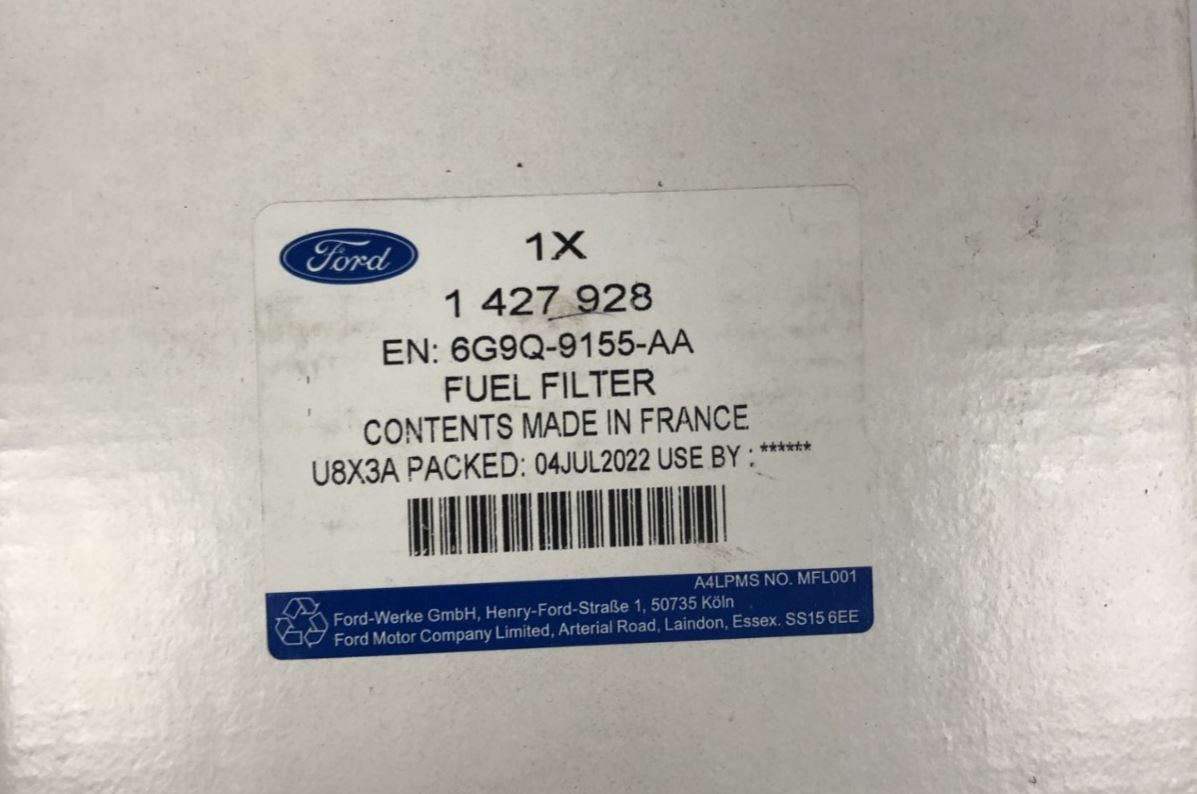 Ford
1X
1 427 928
EN: 6G9Q-9155-AA
FUEL FILTER
CONTENTS MADE IN FRANCE
U8X3A PACKED: 04JUL2022 USE BY : ******
A4LPMS NO. MFL001
Ford-Werke GmbH, Henry-Ford-Straße 1, 50735 Köln
Ford Motor Company Limited, Arterial Road, Laindon, Essex. SS15 6EE